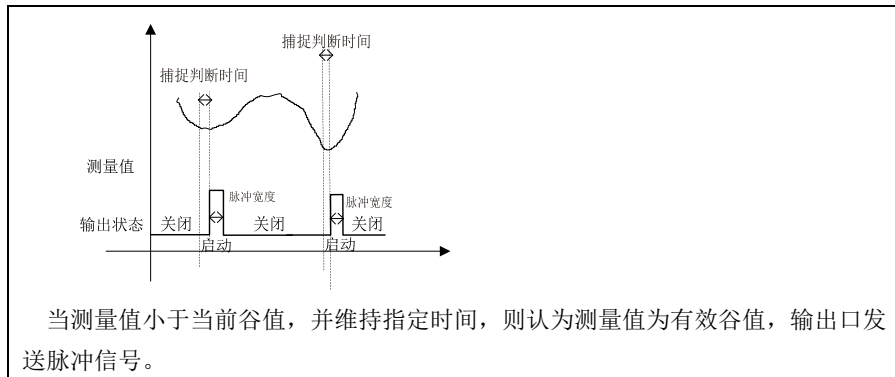 捕捉判断时间
捕捉判断时间
测量值
脉冲宽度
脉冲宽度
输出状态
关闭
关闭
关闭
启动
启动
当测量值小于当前谷值，并维持指定时间，则认为测量值为有效谷值，输出口发
送脉冲信号。